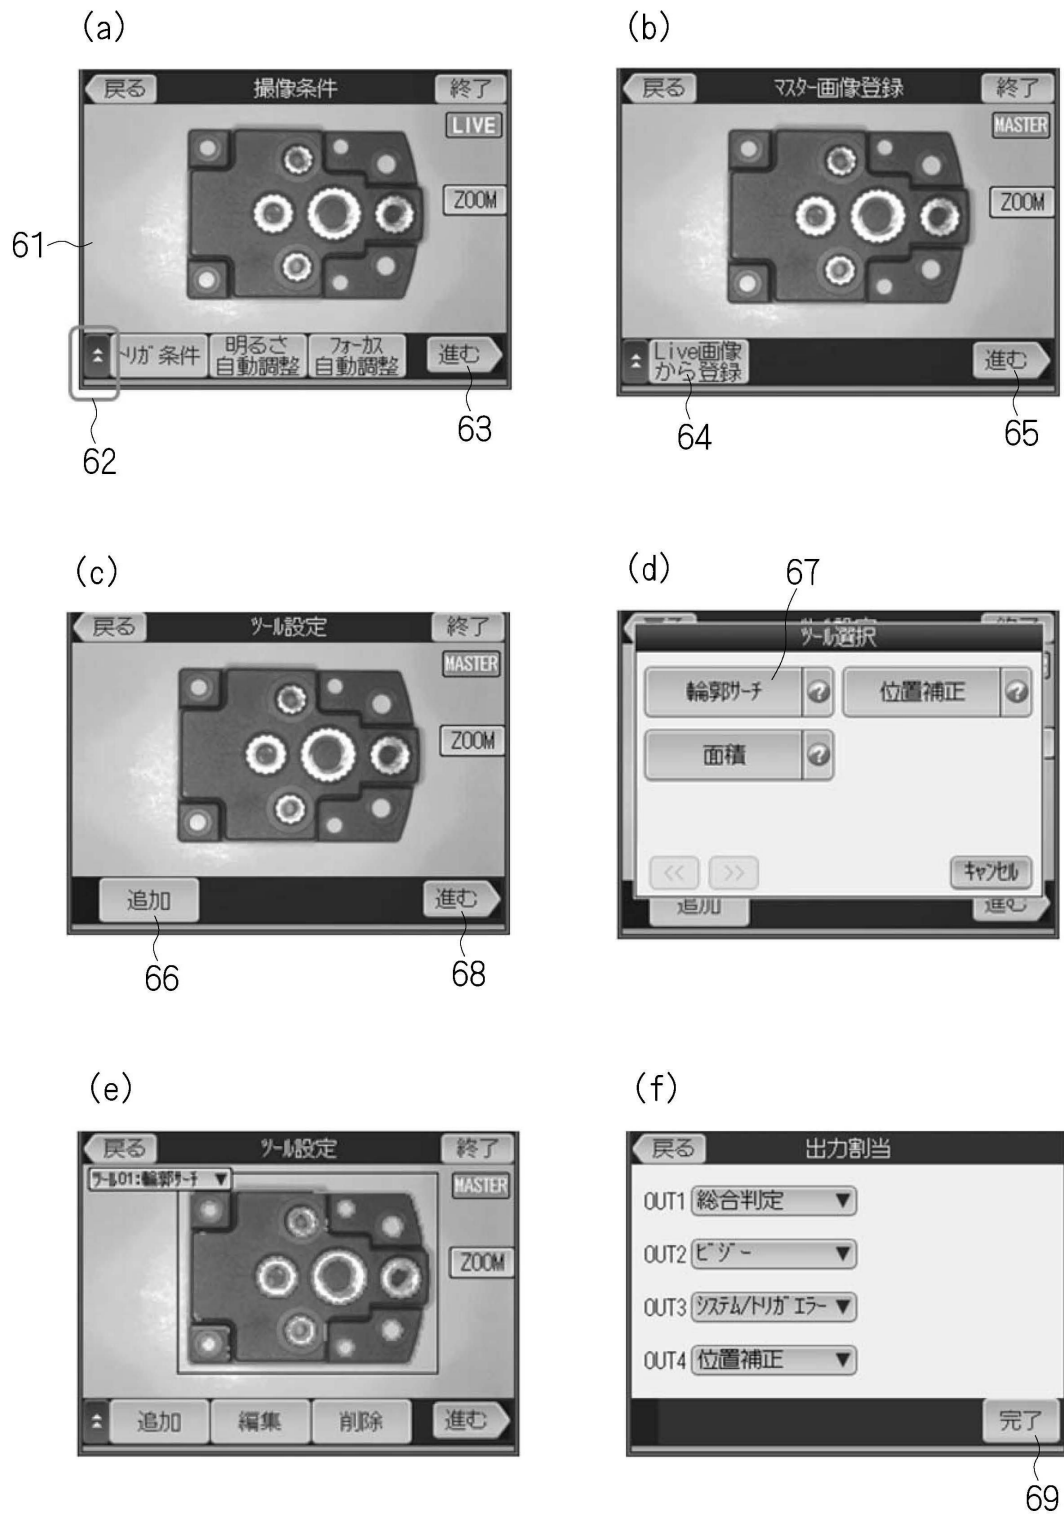 (a)
戻る 撮像条件 終了
LIVE
ZOOM
61
トリガ条件 明るさ自動調整 フォーカス自動調整 進む
62
63
(b)
戻る マスター画像登録 終了
MASTER
ZOOM
Live画像
から登録
進む
64
65
(c)
戻る ツール設定 終了
MASTER
ZOOM
追加 進む
66
68
(d)
67
ツール選択
輪郭サーチ ? 位置補正 ?
面積 ?
<< >> キャンセル
追加 進む
(e)
戻る ツール設定 終了
ツール01:輪郭サーチ ▼
MASTER
ZOOM
追加 編集 削除 進む
(f)
戻る 出力割当
OUT1 総合判定 ▼
OUT2 ビジー ▼
OUT3 システム/トリガエラー ▼
OUT4 位置補正 ▼
完了
69